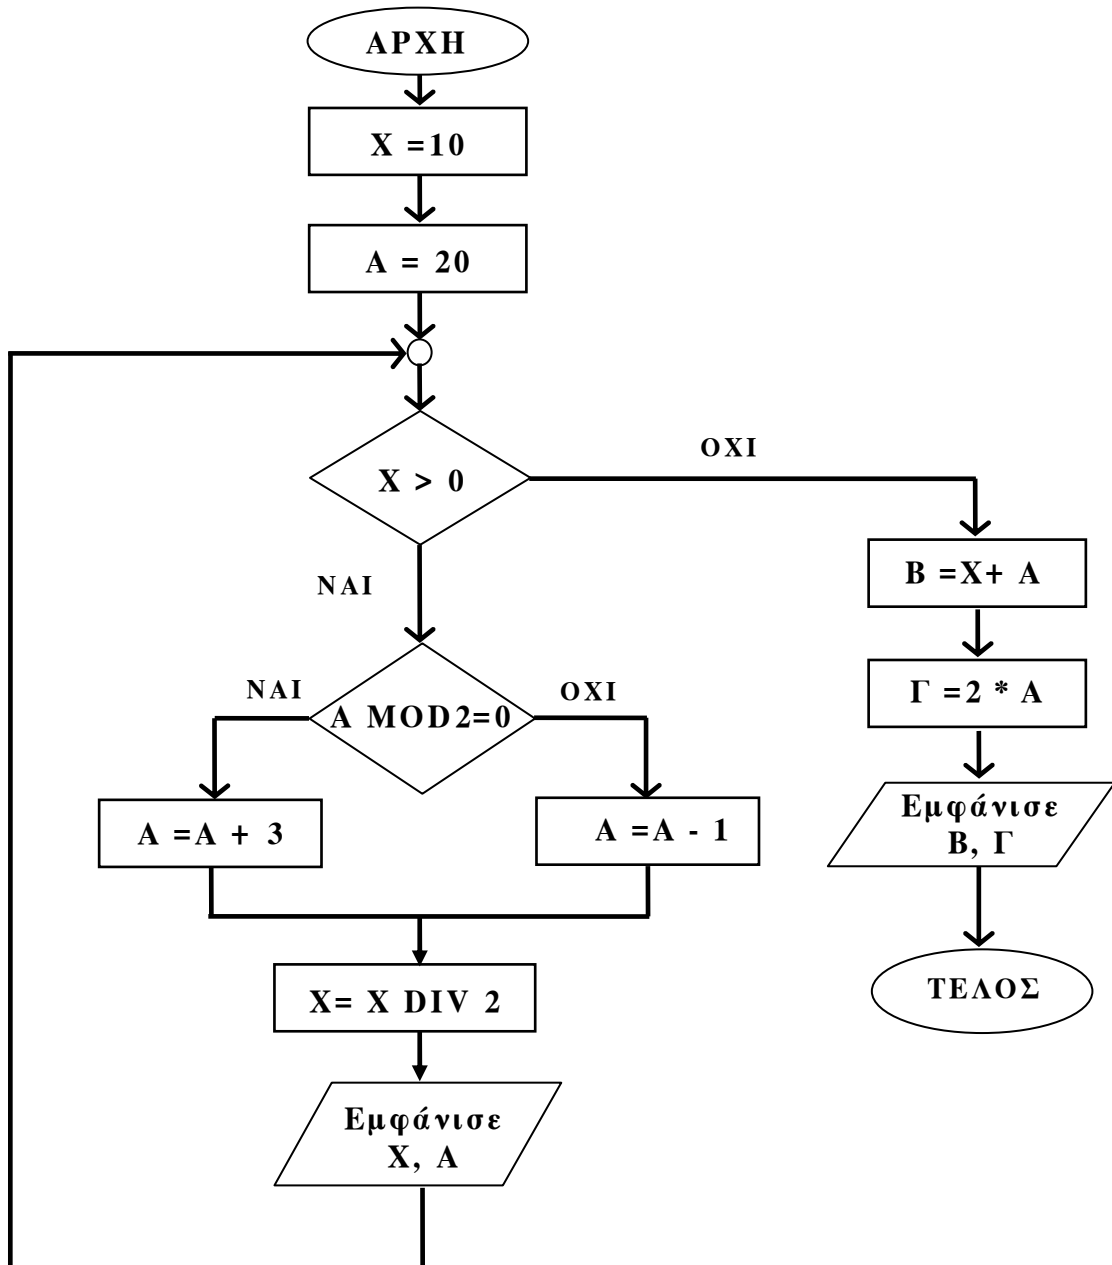 ΑΡΧΗ
Χ =10
Α = 20
Χ > 0
ΟΧΙ
ΝΑΙ
Β =Χ+ Α
Γ =2 * Α
ΝΑΙ
Α MOD2=0
ΟΧΙ
Α =Α + 3
Α =Α - 1
Εμφάνισε
Β, Γ
Χ= Χ DIV 2
ΤΕΛΟΣ
Εμφάνισε
Χ, Α